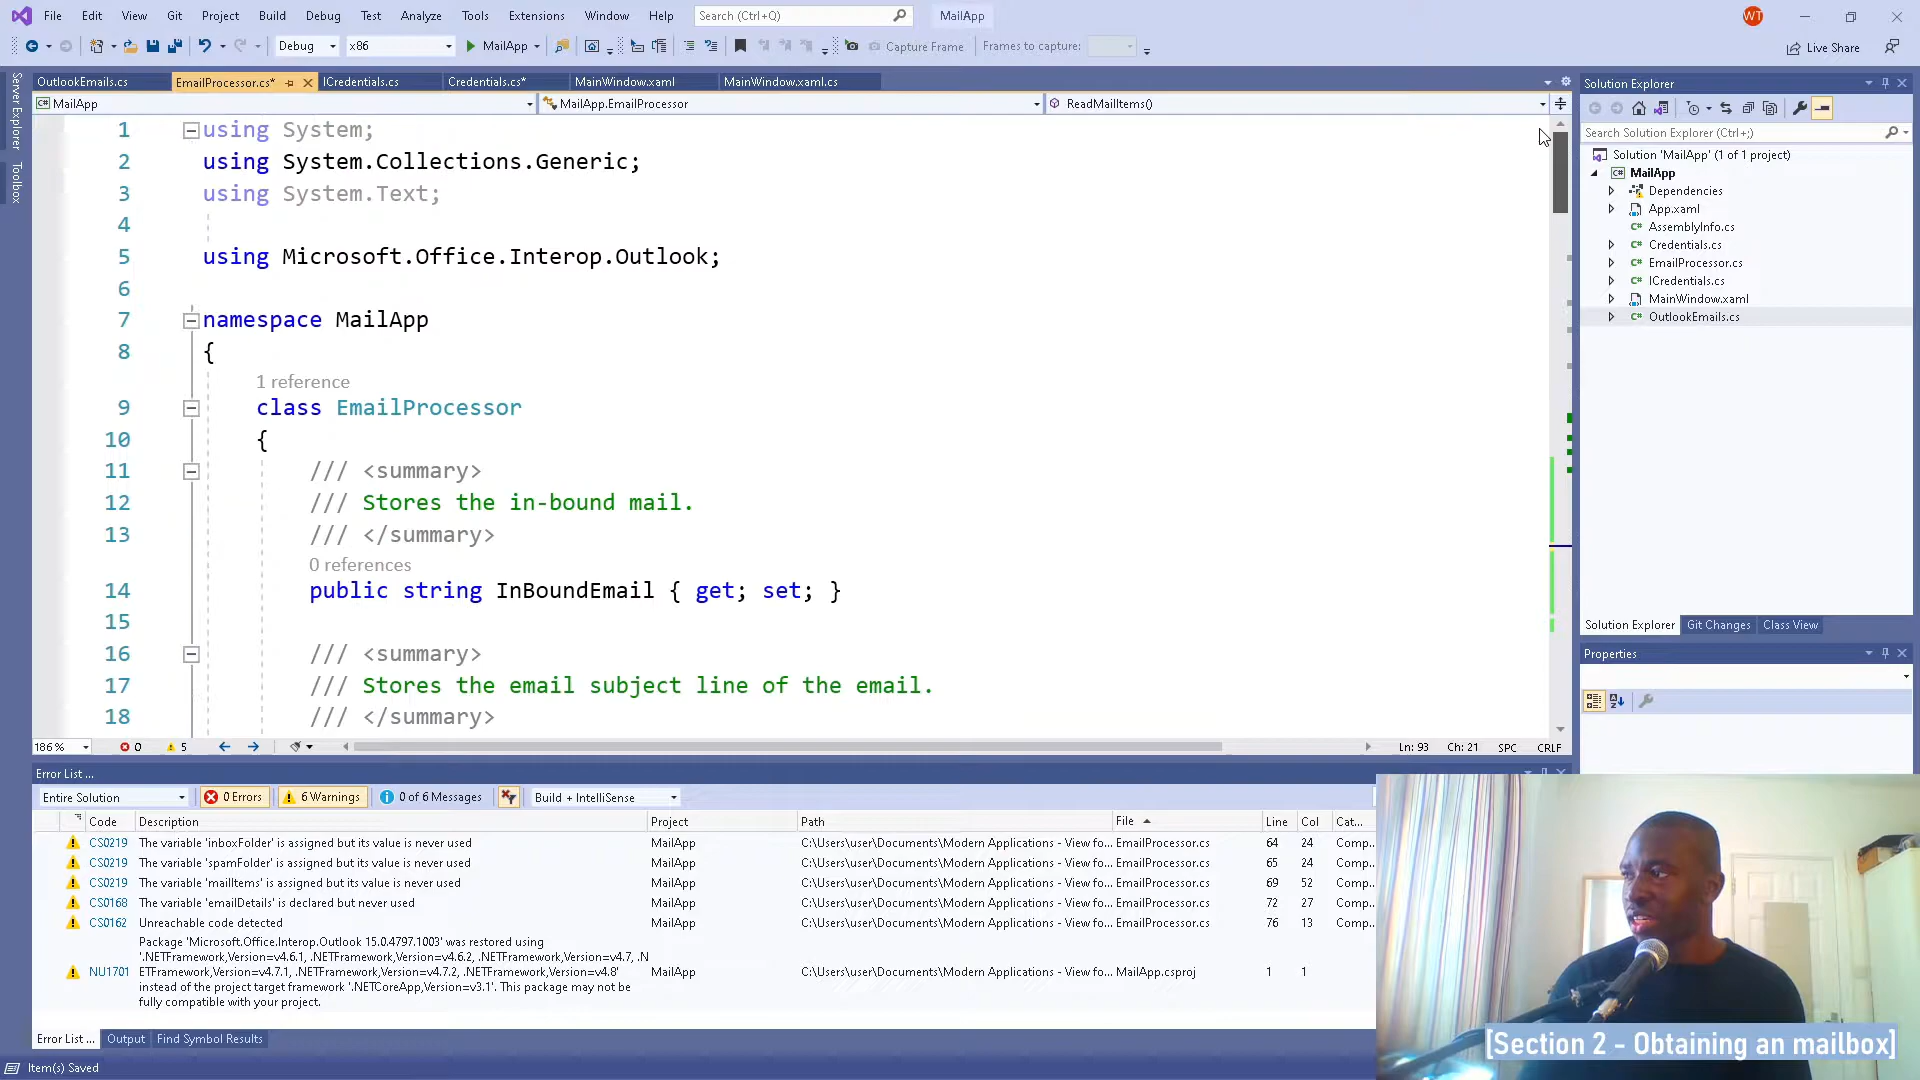 File Edit View Git Project Build Debug Test Analyze Tools Extensions Window Help Search (Ctrl+Q) MailApp WT
Debug x86 MailApp Capture Frame Frames to capture: Live Share
Server Explorer
Toolbox
OutlookEmails.cs EmailProcessor.cs* ICredentials.cs Credentials.cs* MainWindow.xaml MainWindow.xaml.cs
MailApp MailApp.EmailProcessor ReadMailItems()
1 using System;
2 using System.Collections.Generic;
3 using System.Text;
4
5 using Microsoft.Office.Interop.Outlook;
6
7 namespace MailApp
8 {
1 reference
9 class EmailProcessor
10 {
11 /// <summary>
12 /// Stores the in-bound mail.
13 /// </summary>
0 references
14 public string InBoundEmail { get; set; }
15
16 /// <summary>
17 /// Stores the email subject line of the email.
18 /// </summary>
186 % 0 5 Ln: 93 Ch: 21 SPC CRLF
Solution Explorer
Search Solution Explorer (Ctrl+;)
Solution 'MailApp' (1 of 1 project)
MailApp
Dependencies
App.xaml
AssemblyInfo.cs
Credentials.cs
EmailProcessor.cs
ICredentials.cs
MainWindow.xaml
OutlookEmails.cs
Solution Explorer Git Changes Class View
Properties
Error List ...
Entire Solution 0 Errors 6 Warnings 0 of 6 Messages Build + IntelliSense
Code Description Project Path File Line Col Cat...
CS0219 The variable 'inboxFolder' is assigned but its value is never used MailApp C:\Users\user\Documents\Modern Applications - View fo... EmailProcessor.cs 64 24 Comp...
CS0219 The variable 'spamFolder' is assigned but its value is never used MailApp C:\Users\user\Documents\Modern Applications - View fo... EmailProcessor.cs 65 24 Comp...
CS0219 The variable 'mailItems' is assigned but its value is never used MailApp C:\Users\user\Documents\Modern Applications - View fo... EmailProcessor.cs 69 52 Comp...
CS0168 The variable 'emailDetails' is declared but never used MailApp C:\Users\user\Documents\Modern Applications - View fo... EmailProcessor.cs 72 27 Comp...
CS0162 Unreachable code detected MailApp C:\Users\user\Documents\Modern Applications - View fo... EmailProcessor.cs 76 13 Comp...
Package 'Microsoft.Office.Interop.Outlook 15.0.4797.1003' was restored using
'.NETFramework,Version=v4.6.1, .NETFramework,Version=v4.6.2, .NETFramework,Version=v4.7, .N
NU1701 ETFramework,Version=v4.7.1, .NETFramework,Version=v4.7.2, .NETFramework,Version=v4.8' MailApp C:\Users\user\Documents\Modern Applications - View fo... MailApp.csproj 1 1
instead of the project target framework '.NETCoreApp,Version=v3.1'. This package may not be
fully compatible with your project.
Error List ... Output Find Symbol Results
[Section 2 - Obtaining an mailbox]
Item(s) Saved